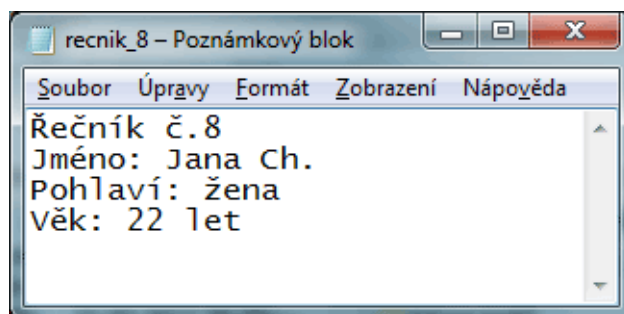 recnik_8 – Poznámkový blok
Soubor Úpravy Formát Zobrazení Nápověda
Řečník č.8
Jméno: Jana Ch.
Pohlaví: žena
Věk: 22 let